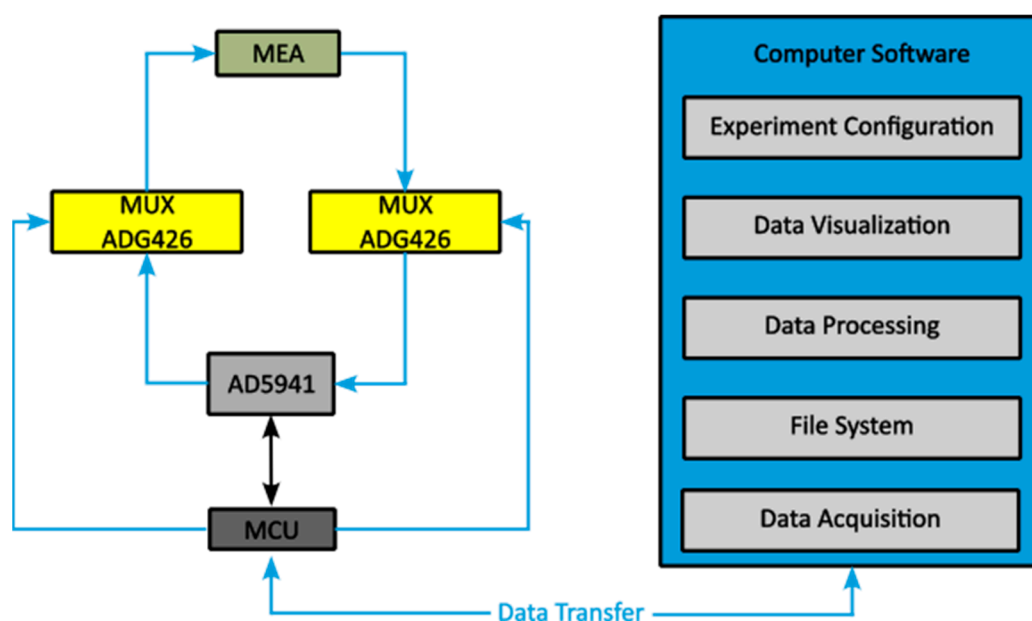 MEA
MUX
ADG426
MUX
ADG426
AD5941
MCU
Data Transfer
Computer Software
Experiment Configuration
Data Visualization
Data Processing
File System
Data Acquisition